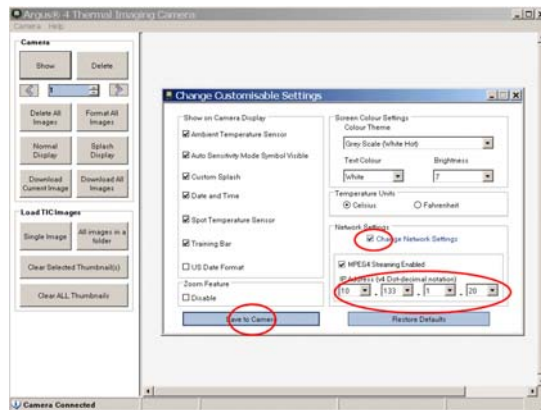 Argus® 4 Thermal Imaging Camera
Camera Help
Camera
Show
Delete
1
Delete All Images
Format All Images
Normal Display
Splash Display
Download Current Image
Download All Images
Load TIC Images
Single Image
All images in a folder
Clear Selected Thumbnail(s)
Clear ALL Thumbnails
Camera Connected
Change Customisable Settings
Show on Camera Display
Ambient Temperature Sensor
Auto Sensitivity Mode Symbol Visible
Custom Splash
Date and Time
Spot Temperature Sensor
Training Bar
US Date Format
Zoom Feature
Disable
Save to Camera
Screen Colour Settings
Colour Theme
Grey Scale (White Hot)
Text Colour
Brightness
White
7
Temperature Units
Celsius
Fahrenheit
Network Settings
Change Network Settings
MPEG4 Streaming Enabled
IP Address (v4 Dot-decimal notation)
10 . 133 . 1 . 20
Restore Defaults